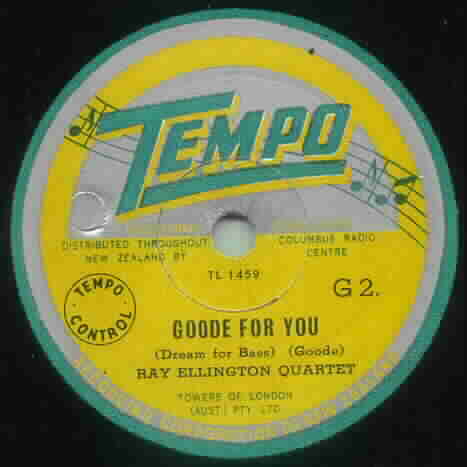 TEMPO
DISTRIBUTED THROUGHOUT
NEW ZEALAND BY
COLUMBUS RADIO
CENTRE
TL 1459
G 2.
TEMPO
CONTROL
GOODE FOR YOU
(Dream for Bass) (Goode)
RAY ELLINGTON QUARTET
TOWERS OF LONDON
(AUST.) PTY. LTD.